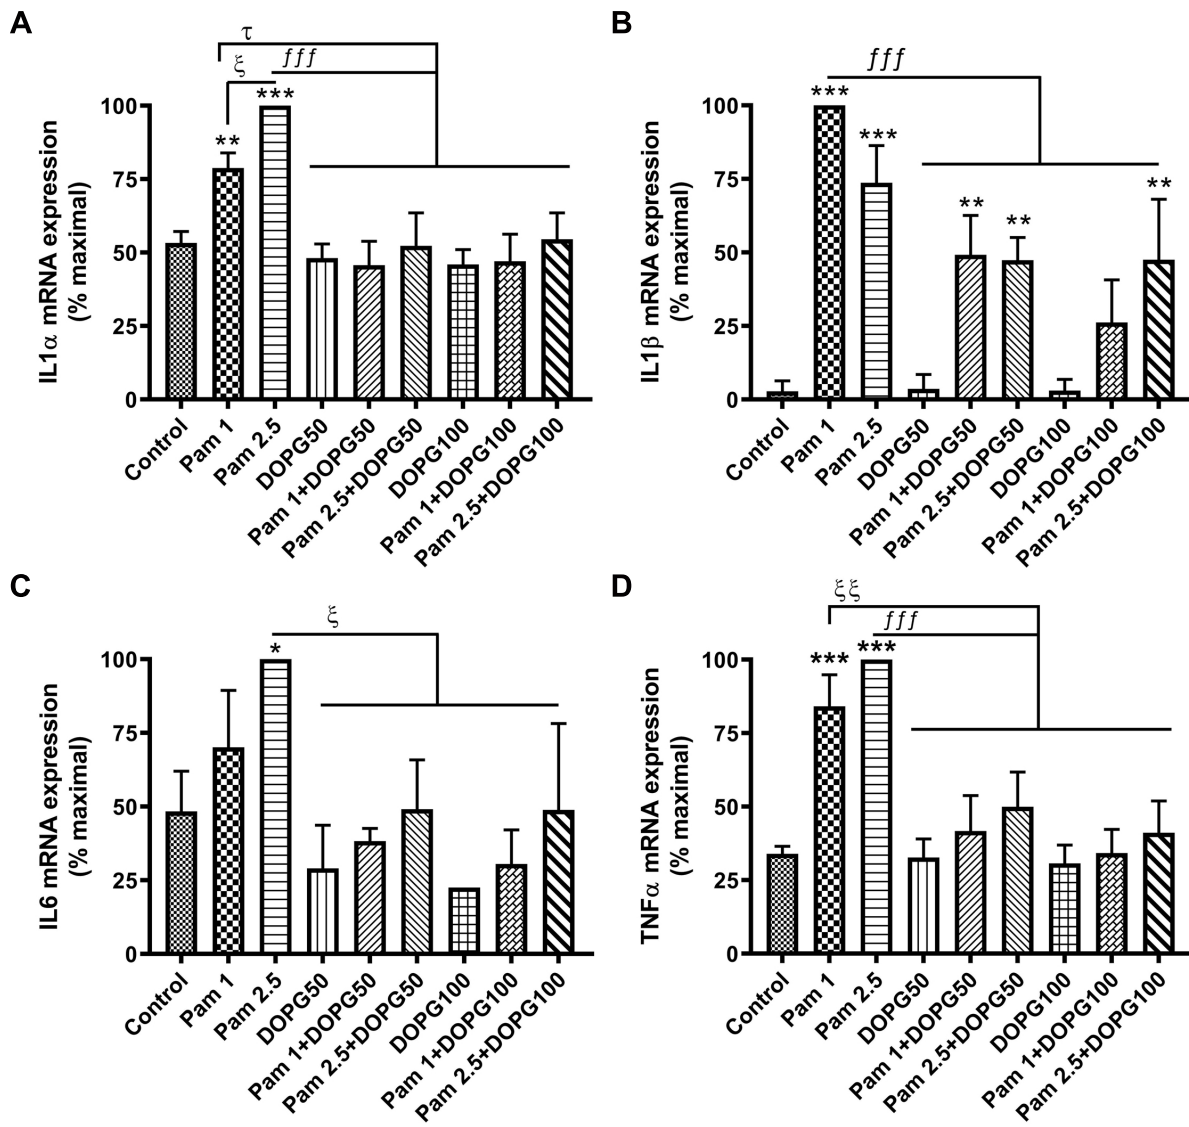 A
τ
fff
ξ
***
**
100
75
50
25
0
IL1α mRNA expression
(% maximal)
Control
Pam 1
Pam 2.5
DOPG50
Pam 1+DOPG50
Pam 2.5+DOPG50
DOPG100
Pam 1+DOPG100
Pam 2.5+DOPG100
B
fff
***
***
**
**
**
100
75
50
25
0
IL1β mRNA expression
(% maximal)
Control
Pam 1
Pam 2.5
DOPG50
Pam 1+DOPG50
Pam 2.5+DOPG50
DOPG100
Pam 1+DOPG100
Pam 2.5+DOPG100
C
ξ
*
100
75
50
25
0
IL6 mRNA expression
(% maximal)
Control
Pam 1
Pam 2.5
DOPG50
Pam 1+DOPG50
Pam 2.5+DOPG50
DOPG100
Pam 1+DOPG100
Pam 2.5+DOPG100
D
ξξ
fff
***
***
100
75
50
25
0
TNFα mRNA expression
(% maximal)
Control
Pam 1
Pam 2.5
DOPG50
Pam 1+DOPG50
Pam 2.5+DOPG50
DOPG100
Pam 1+DOPG100
Pam 2.5+DOPG100